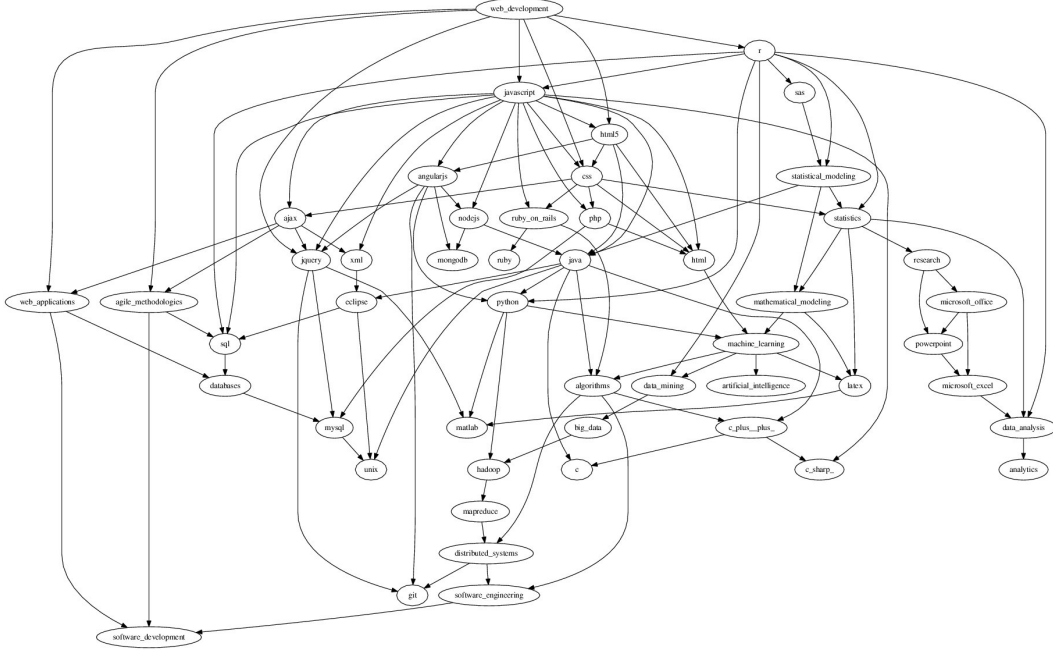 web_development
r
javascript
sas
html5
angularjs
css
statistical_modeling
ajax
nodejs
ruby_on_rails
php
statistics
jquery
xml
mongodb
ruby
java
html
research
web_applications
agile_methodologies
eclipse
python
mathematical_modeling
microsoft_office
sql
machine_learning
powerpoint
databases
algorithms
data_mining
artificial_intelligence
latex
microsoft_excel
mysql
matlab
big_data
c_plus__plus_
data_analysis
unix
hadoop
c
c_sharp_
analytics
mapreduce
distributed_systems
git
software_engineering
software_development